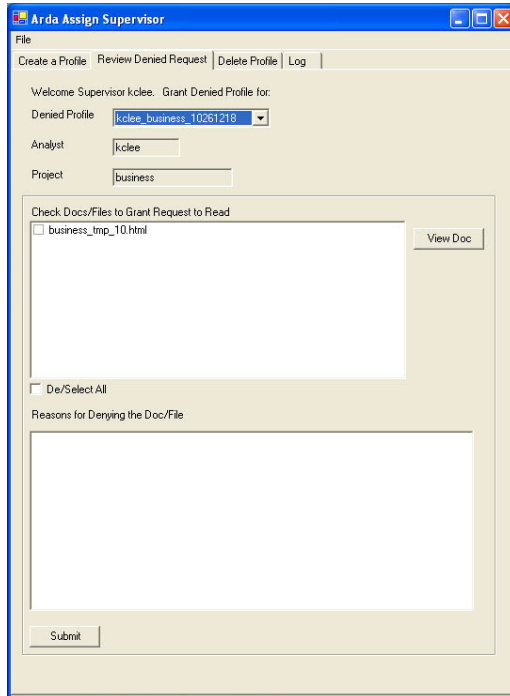 Arda Assign Supervisor
File
Create a Profile Review Denied Request Delete Profile Log
Welcome Supervisor kclee. Grant Denied Profile for:
Denied Profile kclee_business_10261218
Analyst kclee
Project business
Check Docs/Files to Grant Request to Read
business_tmp_10.html
View Doc
De/Select All
Reasons for Denying the Doc/File
Submit